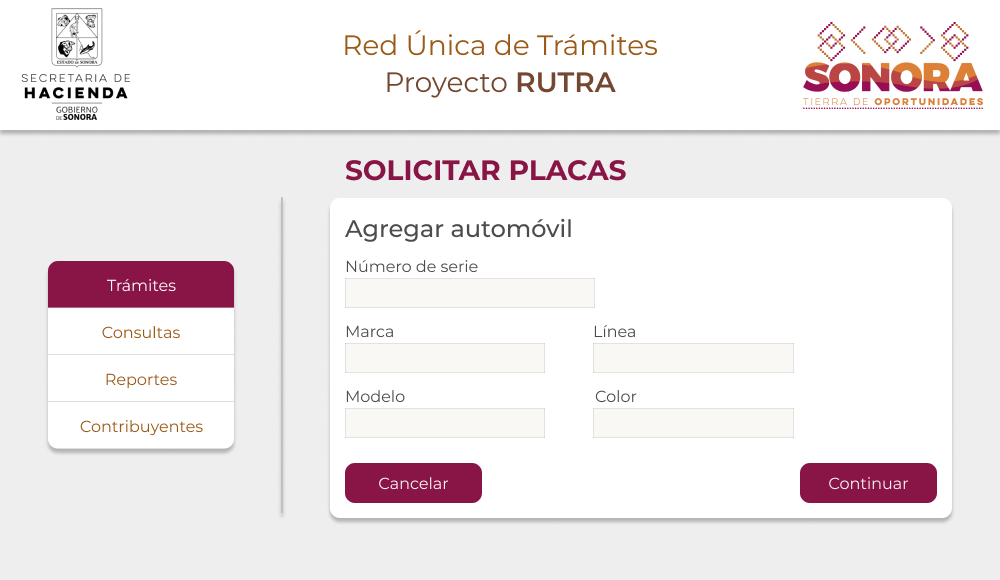 ESTADO DE SONORA
SECRETARIA DE
HACIENDA
GOBIERNO
DE SONORA
Red Única de Trámites
Proyecto RUTRA
SONORA
TIERRA DE OPORTUNIDADES
SOLICITAR PLACAS
Trámites
Consultas
Reportes
Contribuyentes
Agregar automóvil
Número de serie
Marca
Línea
Modelo
Color
Cancelar
Continuar